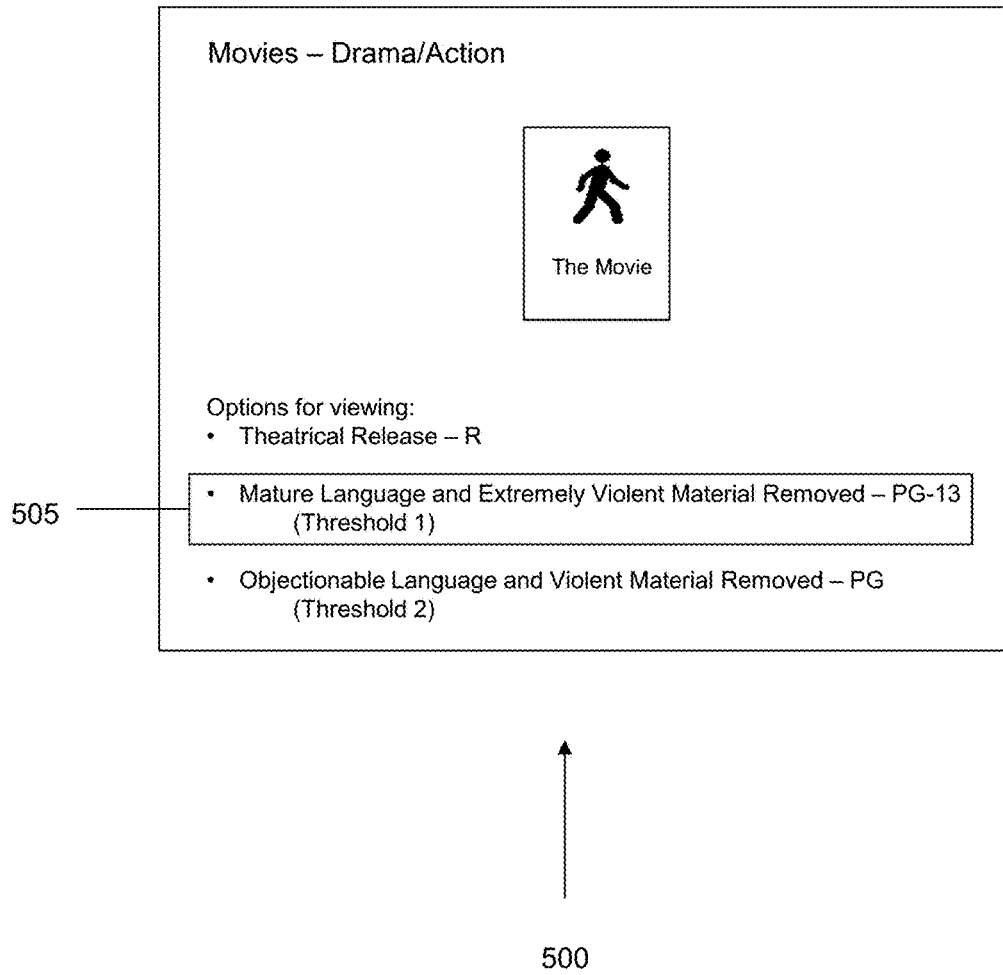 Movies – Drama/Action
The Movie
Options for viewing:
• Theatrical Release – R
• Mature Language and Extremely Violent Material Removed – PG-13
(Threshold 1)
505
• Objectionable Language and Violent Material Removed – PG
(Threshold 2)
500